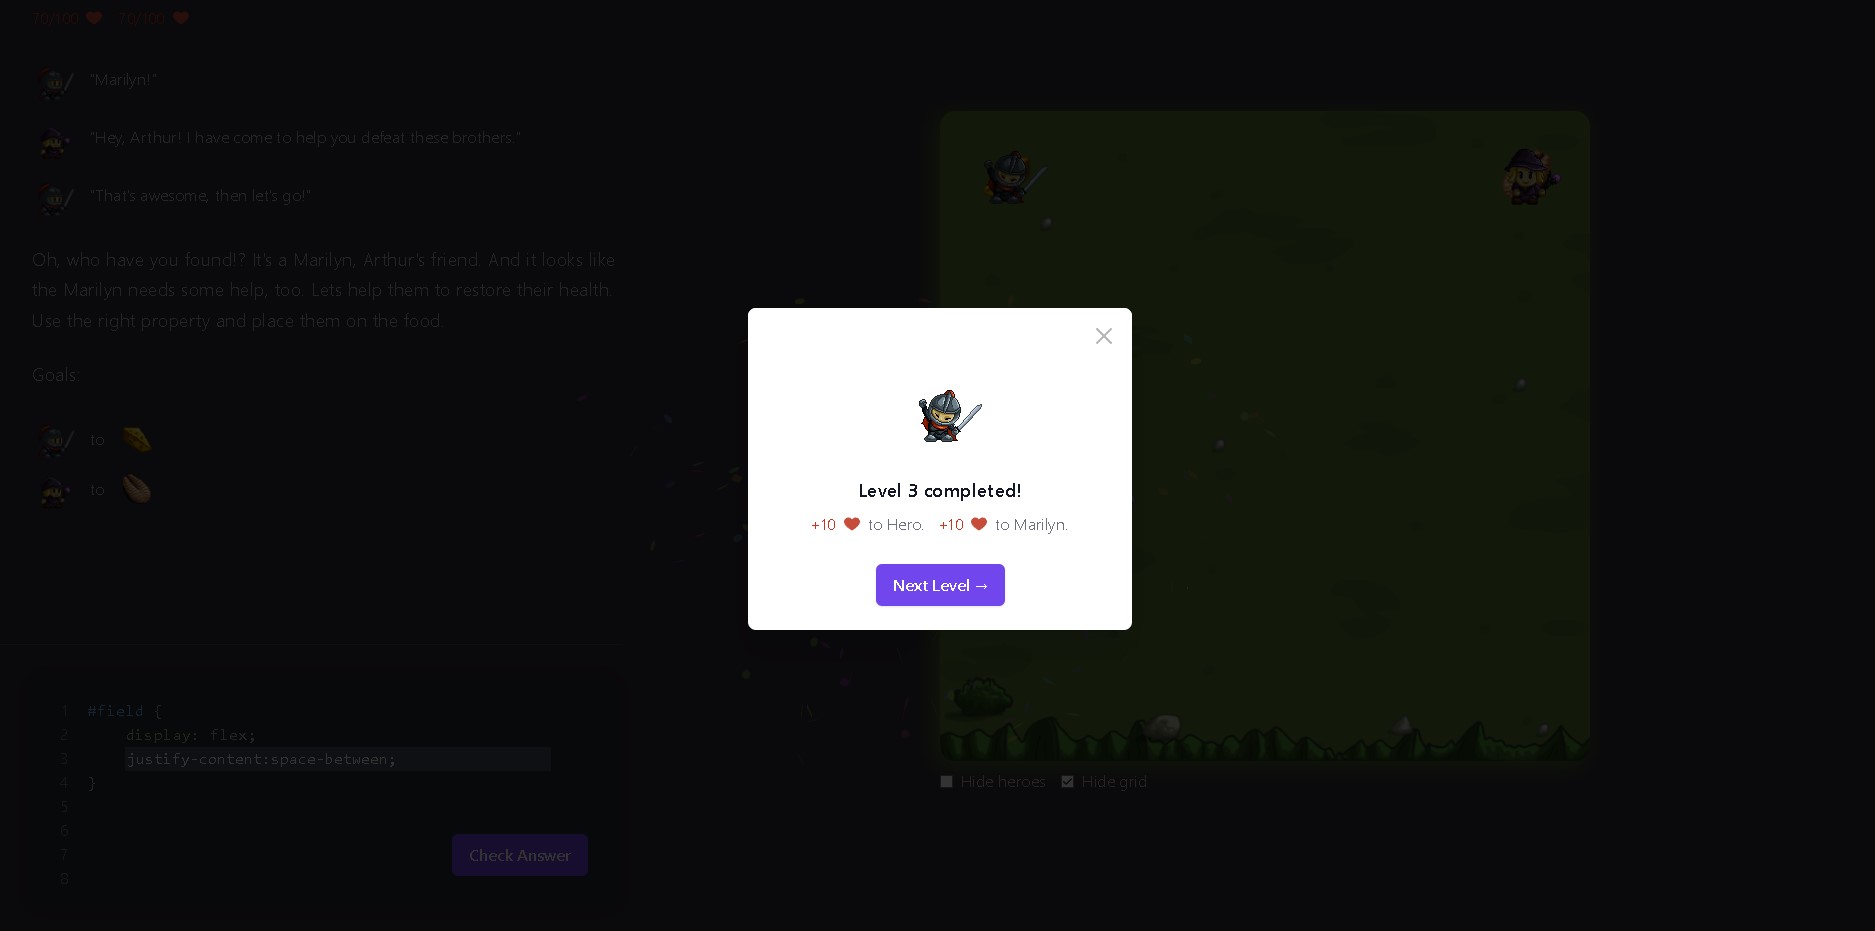 70/100 70/100
"Marilyn!"
"Hey, Arthur! I have come to help you defeat these brothers."
"That's awesome, then let's go!"
Oh, who have you found!? It's a Marilyn, Arthur's friend. And it looks like
the Marilyn needs some help, too. Lets help them to restore their health.
Use the right property and place them on the food.
Goals:
to
to
Level 3 completed!
+10 to Hero. +10 to Marilyn.
Next Level →
1 #field {
2 display: flex;
3 justify-content:space-between;
4 }
5
6
7
8
Check Answer
Hide heroes Hide grid